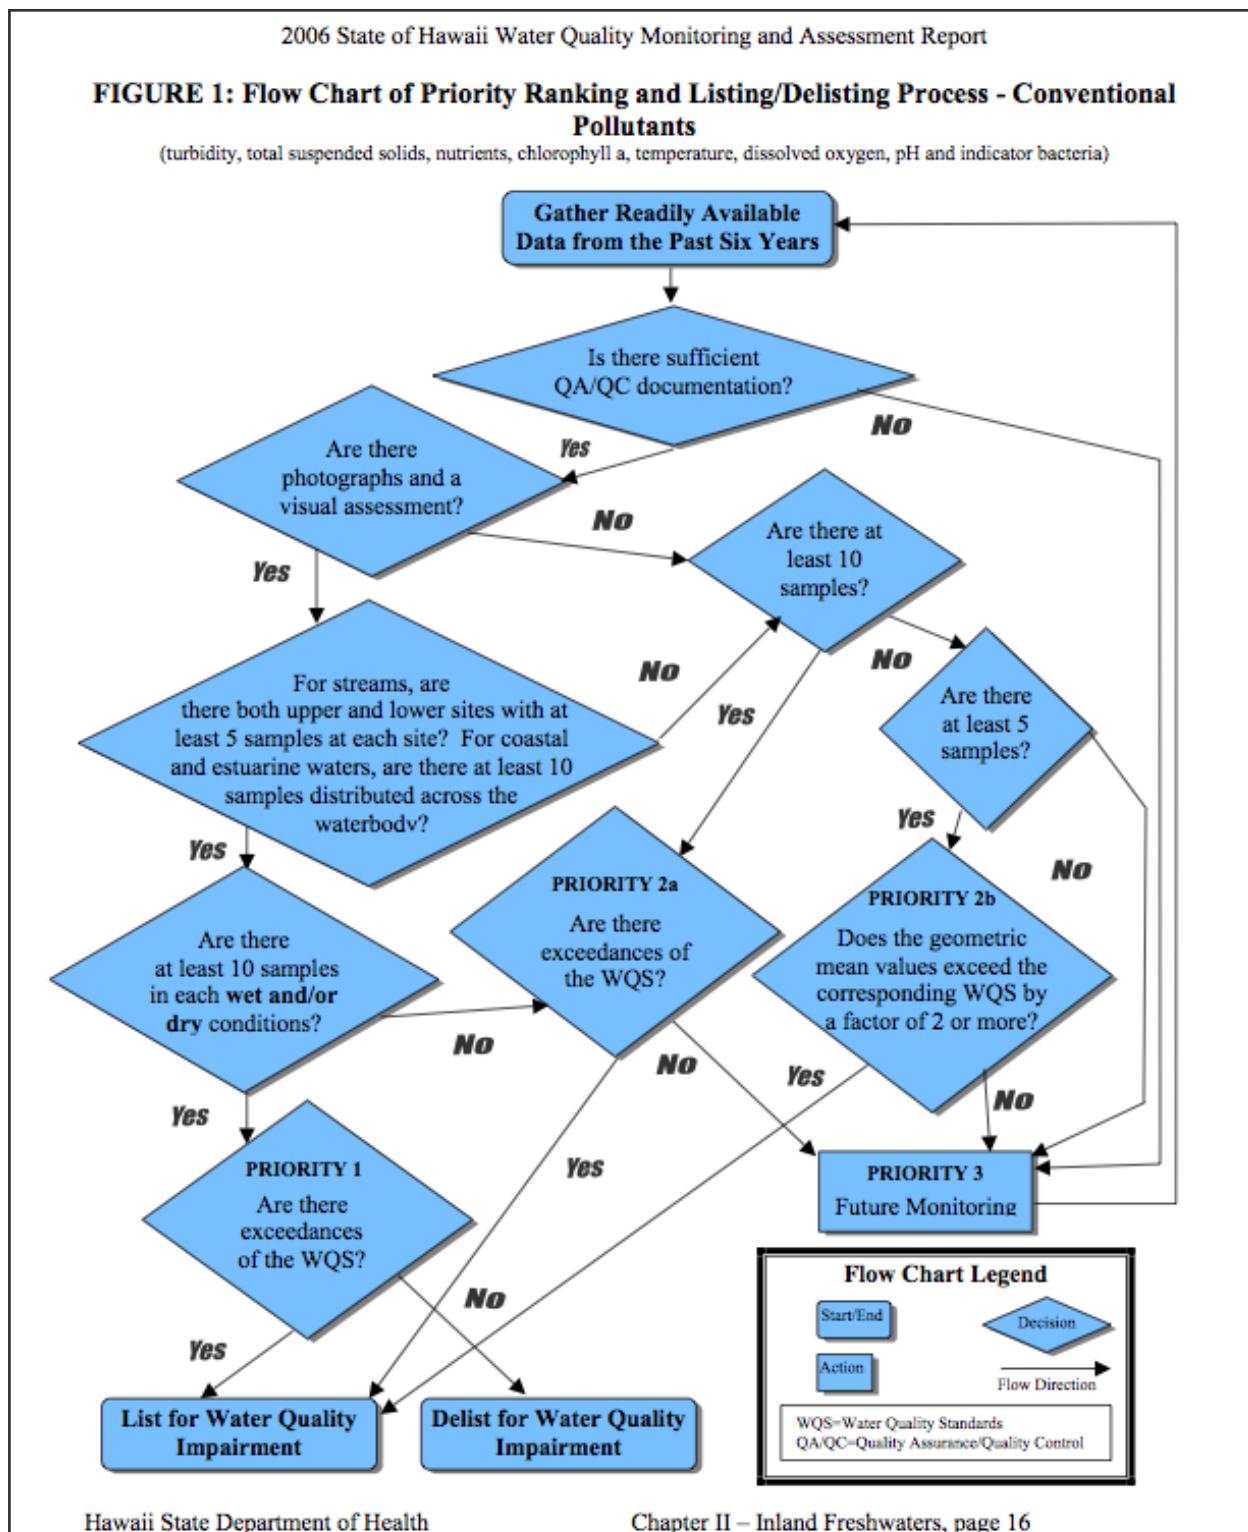 2006 State of Hawaii Water Quality Monitoring and Assessment Report
FIGURE 1: Flow Chart of Priority Ranking and Listing/Delisting Process - Conventional
Pollutants
(turbidity, total suspended solids, nutrients, chlorophyll a, temperature, dissolved oxygen, pH and indicator bacteria)
Gather Readily Available
Data from the Past Six Years
Is there sufficient
QA/QC documentation?
No
Yes
Are there
photographs and a
visual assessment?
No
Yes
Are there at
least 10
samples?
No
Yes
For streams, are
there both upper and lower sites with at
least 5 samples at each site? For coastal
and estuarine waters, are there at least 10
samples distributed across the
waterbody?
No
Yes
Are there
at least 5
samples?
Yes
No
Are there
at least 10 samples
in each wet and/or
dry conditions?
No
Yes
PRIORITY 2a
Are there
exceedances of
the WQS?
No
Yes
PRIORITY 2b
Does the geometric
mean values exceed the
corresponding WQS by
a factor of 2 or more?
Yes
No
PRIORITY 1
Are there
exceedances
of the WQS?
No
Yes
PRIORITY 3
Future Monitoring
List for Water Quality
Impairment
Delist for Water Quality
Impairment
Flow Chart Legend
Start/End
Decision
Action
Flow Direction
WQS=Water Quality Standards
QA/QC=Quality Assurance/Quality Control
Hawaii State Department of Health
Chapter II – Inland Freshwaters, page 16